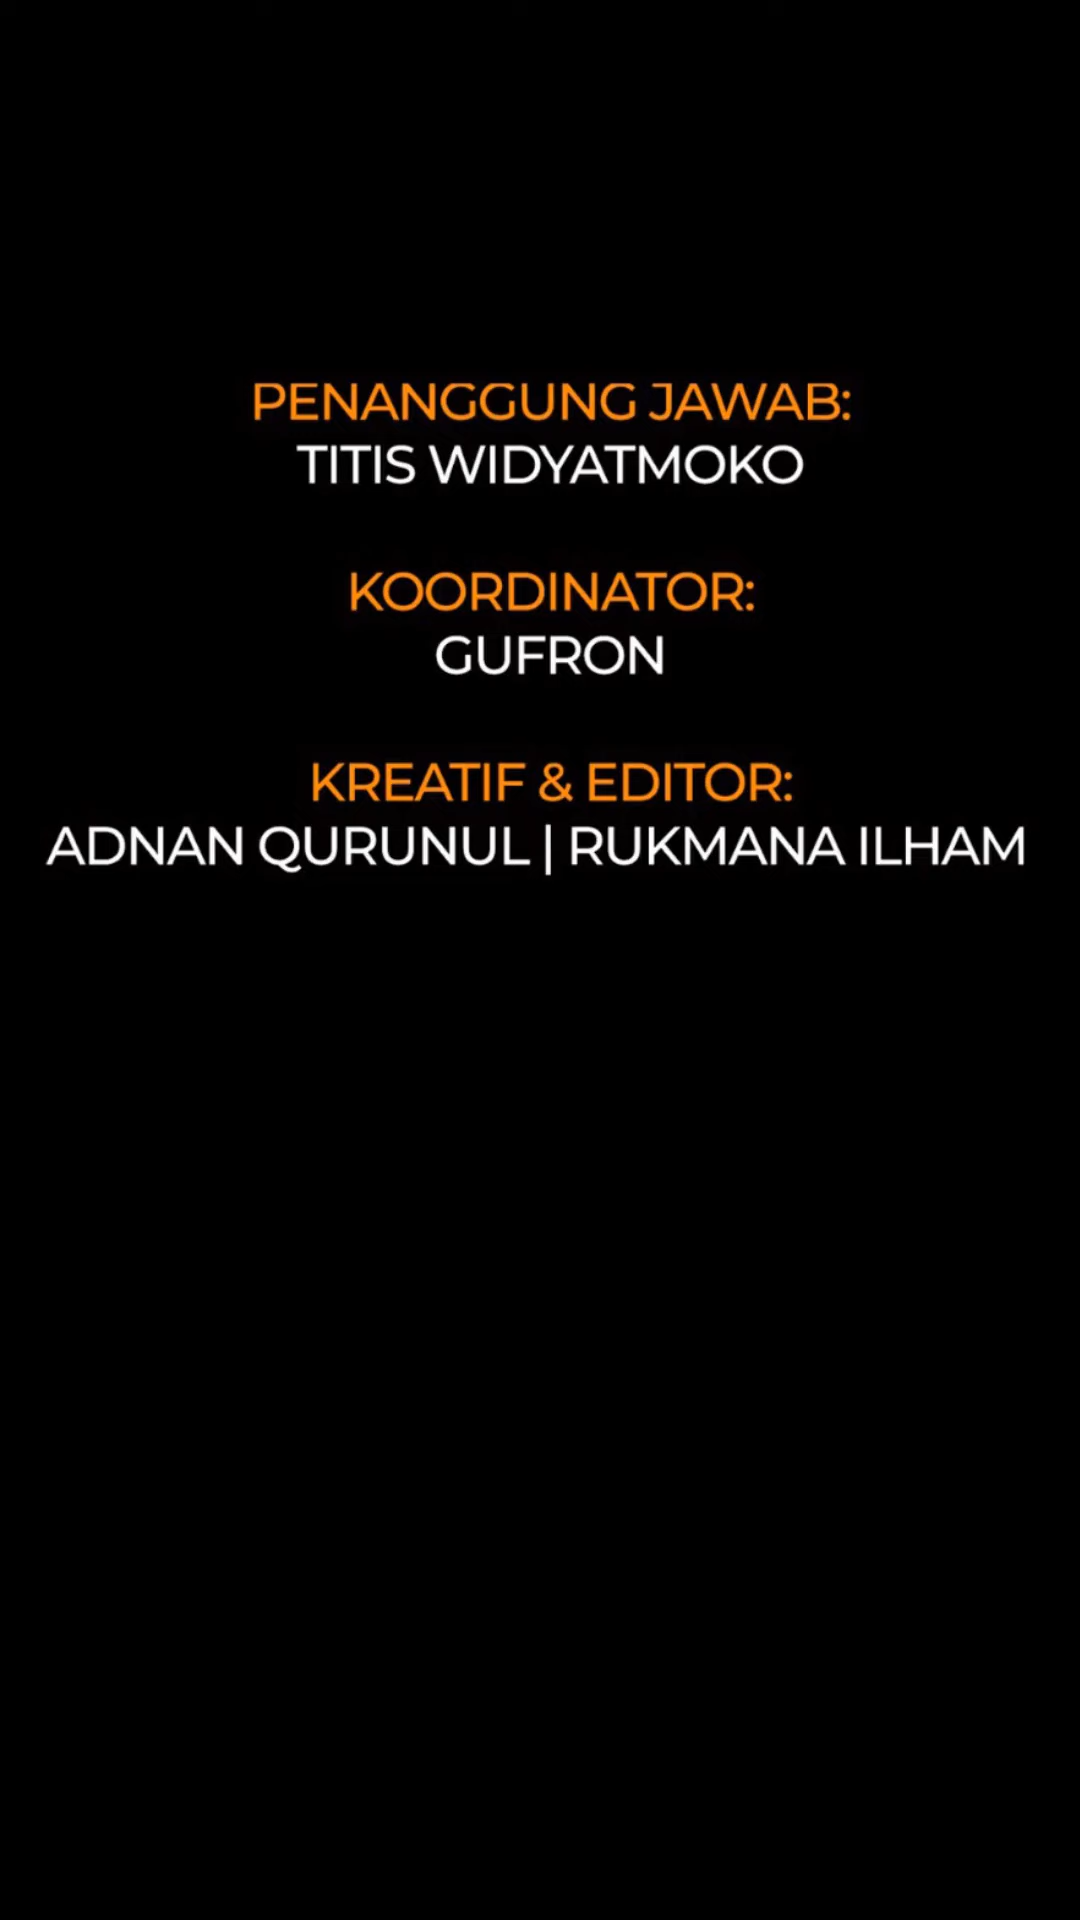 PENANGGUNG JAWAB:
TITIS WIDYATMOKO
KOORDINATOR:
GUFRON
KREATIF & EDITOR:
ADNAN QURUNUL | RUKMANA ILHAM